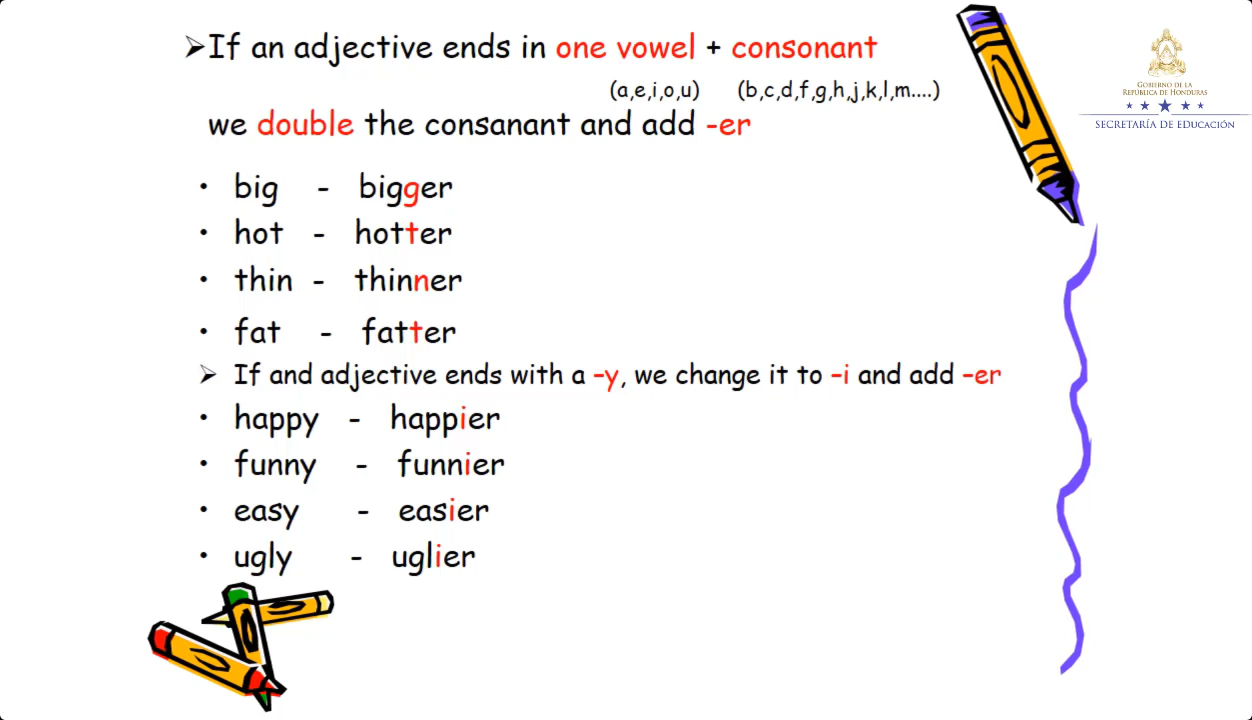 ➢If an adjective ends in one vowel + consonant
(a,e,i,o,u) (b,c,d,f,g,h,j,k,l,m....)
we double the consanant and add -er
• big - bigger
• hot - hotter
• thin - thinner
• fat - fatter
➢ If and adjective ends with a –y, we change it to –i and add –er
• happy - happier
• funny - funnier
• easy - easier
• ugly - uglier
GOBIERNO DE LA
REPÚBLICA DE HONDURAS
SECRETARÍA DE EDUCACIÓN